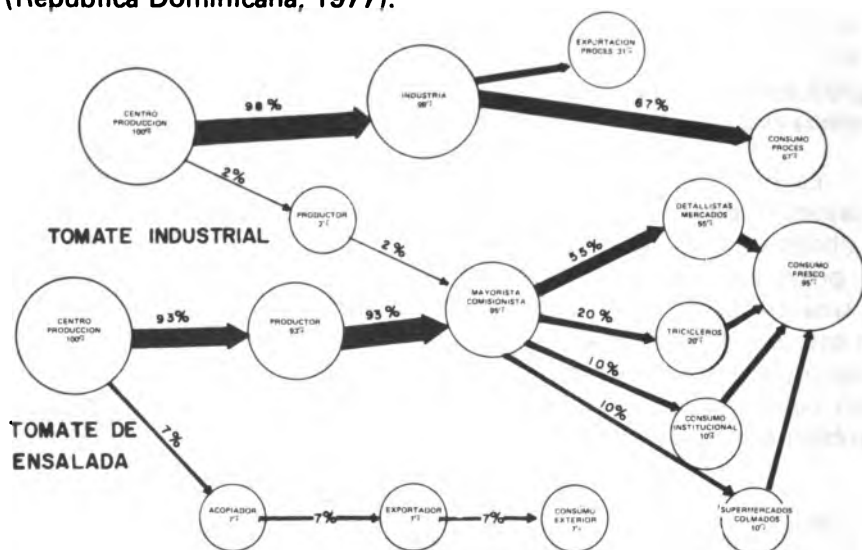 (República Dominicana, 1977).
EXPORTACION
PROCES 31%
CENTRO
PRODUCCION
100%
98%
INDUSTRIA
98%
67%
CONSUMO
PROCES
67%
2%
PRODUCTOR
2%
TOMATE INDUSTRIAL
2%
DETALLISTAS
MERCADOS
55%
55%
CONSUMO
FRESCO
95%
MAYORISTA
COMISIONISTA
95%
CENTRO
PRODUCCION
100%
93%
PRODUCTOR
93%
93%
20%
TRICICLEROS
20%
10%
10%
CONSUMO
INSTITUCIONAL
10%
TOMATE DE
ENSALADA
7%
ACOPIADOR
7%
7%
EXPORTADOR
7%
7%
CONSUMO
EXTERIOR
7%
SUPERMERCADOS
COLMADOS
10%